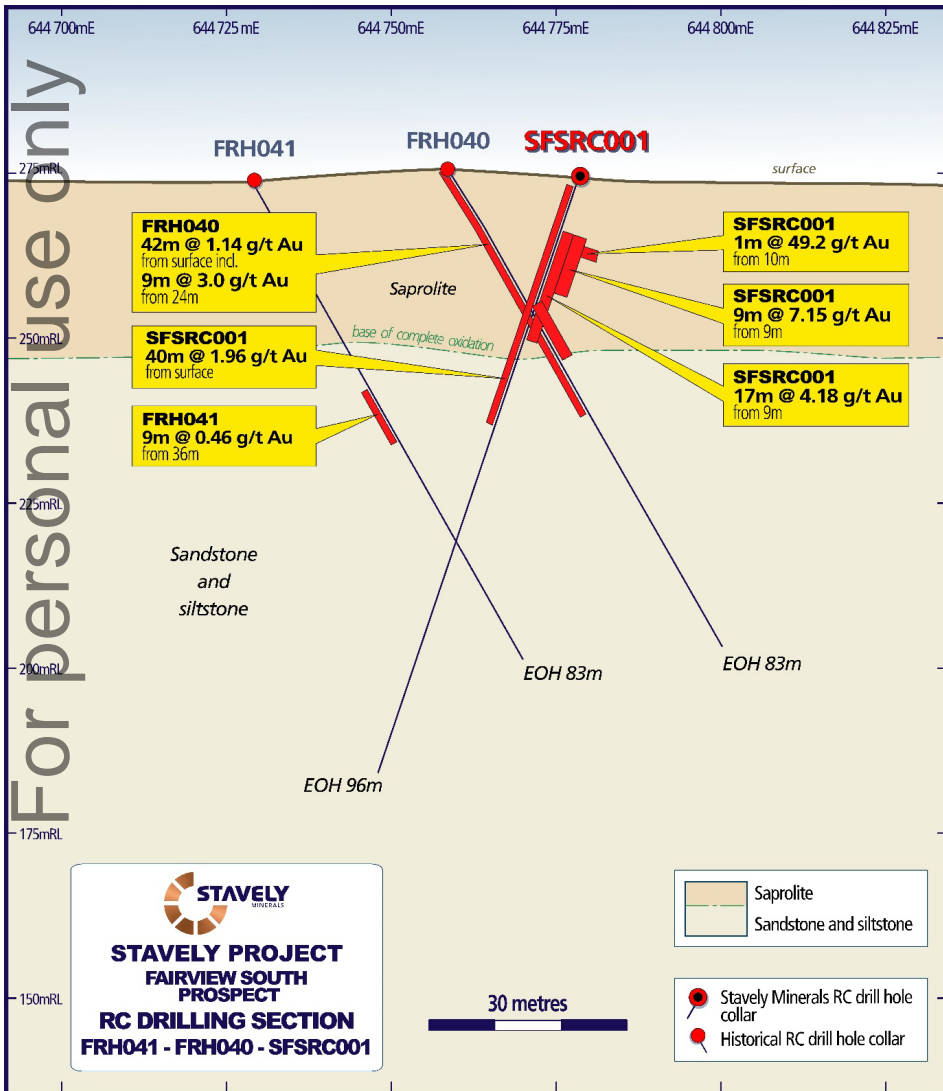 644 700mE
644 725mE
644 750mE
644 775mE
644 800mE
644 825mE
For personal use only
FRH041
FRH040
SFSRC001
275mRL
surface
FRH040
42m @ 1.14 g/t Au
from surface incl.
9m @ 3.0 g/t Au
from 24m
SFSRC001
1m @ 49.2 g/t Au
from 10m
Saprolite
SFSRC001
9m @ 7.15 g/t Au
from 9m
250mRL
base of complete oxidation
SFSRC001
40m @ 1.96 g/t Au
from surface
SFSRC001
17m @ 4.18 g/t Au
from 9m
FRH041
9m @ 0.46 g/t Au
from 36m
225mRL
Sandstone
and
siltstone
200mRL
EOH 83m
EOH 83m
EOH 96m
175mRL
STAVELY
MINERALS
STAVELY PROJECT
FAIRVIEW SOUTH
PROSPECT
RC DRILLING SECTION
FRH041 - FRH040 - SFSRC001
Saprolite
Sandstone and siltstone
150mRL
30 metres
Stavely Minerals RC drill hole
collar
Historical RC drill hole collar